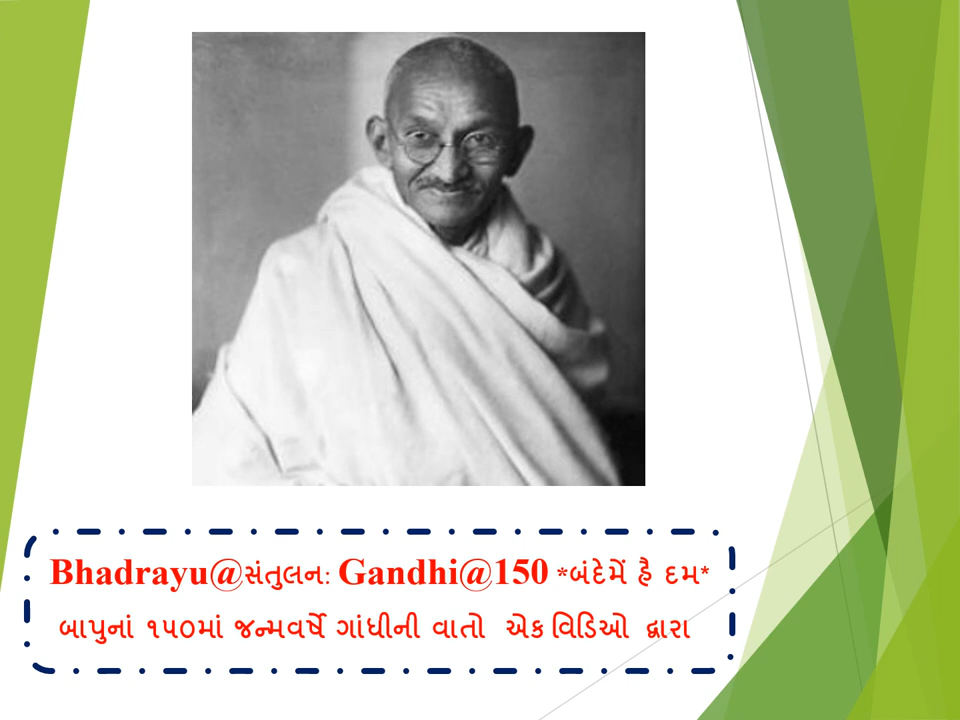 Bhadrayu@સંતુલન: Gandhi@150 *બંદેમેં હૈ દમ*
બાપુનાં ૧૫૦માં જન્મવર્ષે ગાંધીની વાતો એક વિડિઓ દ્વારા